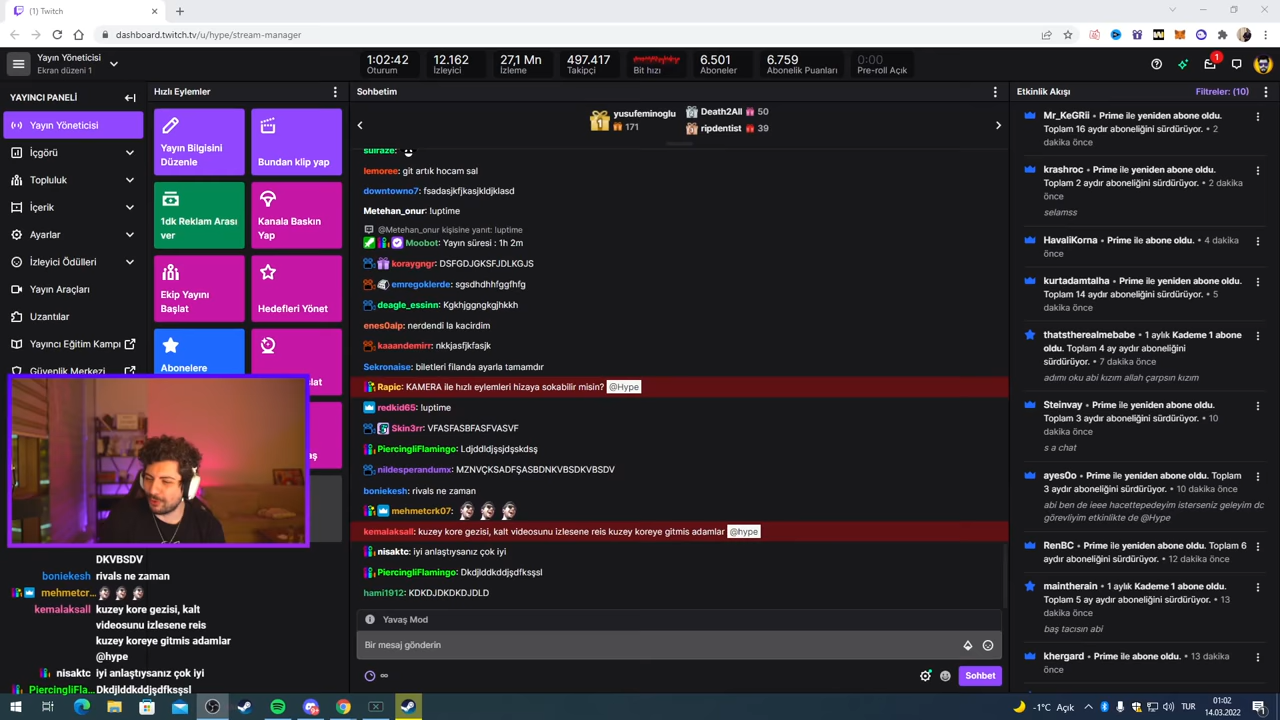 (1) Twitch
dashboard.twitch.tv/u/hype/stream-manager
Yayın Yöneticisi
Ekran düzeni 1
1:02:42
Oturum
12.162
İzleyici
27,1 Mn
İzleme
497.417
Takipçi
Bit hızı
6.501
Aboneler
6.759
Abonelik Puanları
0:00
Pre-roll Açık
1
YAYINCI PANELİ
Yayın Yöneticisi
İçgörü
Topluluk
İçerik
Ayarlar
İzleyici Ödülleri
Yayın Araçları
Uzantılar
Yayıncı Eğitim Kampı
Güvenlik Merkezi
Hızlı Eylemler
Yayın Bilgisini
Düzenle
Bundan klip yap
1dk Reklam Arası
ver
Kanala Baskın
Yap
Ekip Yayını
Başlat
Hedefleri Yönet
Abonelere
Sohbetim
1
yusufeminoglu
171
Death2All 50
ripdentist 39
sulraze:
lemoree: git artık hocam sal
downtowno7: fsadasjkfjkasjkldjklasd
Metehan_onur: !uptime
@Metehan_onur kişisine yanıt: !uptime
Moobot: Yayın süresi : 1h 2m
koraygngr: DSFGDJGKSFJDLKGJS
emregoklerde: sgsdhdhhfggfhfg
deagle_essinn: Kgkhjggngkgjhkkh
enes0alp: nerdendi la kacirdim
kaaandemirr: nkkjasfjkfasjk
Sekronaise: biletleri filanda ayarla tamamdır
Rapic: KAMERA ile hızlı eylemleri hizaya sokabilir misin? @Hype
redkid65: !uptime
Skin3rr: VFASFASBFASFVASVF
PiercingliFlamingo: Ldjddldjşsjdşskdsş
nildesperandumx: MZNVÇKSADFŞASBDNKVBSDKVBSDV
boniekesh: rivals ne zaman
mehmetcrk07:
kemalaksall: kuzey kore gezisi, kalt videosunu izlesene reis kuzey koreye gitmis adamlar @hype
nisaktc: iyi anlaştıysanız çok iyi
PiercingliFlamingo: Dkdjlddkddjşdfkşşsl
hami1912: KDKDJDKDKDJDLD
Yavaş Mod
Bir mesaj gönderin
Sohbet
Etkinlik Akışı
Filtreler: (10)
Mr_KeGRii • Prime ile yeniden abone oldu.
Toplam 16 aydır aboneliğini sürdürüyor. • 2
dakika önce
krashroc • Prime ile yeniden abone oldu.
Toplam 2 aydır aboneliğini sürdürüyor. • 2 dakika
önce
selamss
HavaliKorna • Prime ile abone oldu. • 4 dakika
önce
kurtadamtalha • Prime ile yeniden abone oldu.
Toplam 14 aydır aboneliğini sürdürüyor. • 5
dakika önce
thatstherealmebabe • 1 aylık Kademe 1 abone
oldu. Toplam 4 ay aydır aboneliğini
sürdürüyor. • 7 dakika önce
adımı oku abi kızım allah çarpsın kızım
Steinvay • Prime ile yeniden abone oldu.
Toplam 3 aydır aboneliğini sürdürüyor. • 10
dakika önce
s a chat
ayes0o • Prime ile yeniden abone oldu. Toplam
3 aydır aboneliğini sürdürüyor. • 10 dakika önce
abi ben de ieee hacettepedeyim isterseniz geleyim dc
görevliyim etkinlikte de @Hype
RenBC • Prime ile yeniden abone oldu. Toplam 6
aydır aboneliğini sürdürüyor. • 12 dakika önce
maintherain • 1 aylık Kademe 1 abone oldu.
Toplam 5 ay aydır aboneliğini sürdürüyor. • 13
dakika önce
baş tacısın abi
khergard • Prime ile abone oldu. • 13 dakika
önce
DKVBSDV
boniekesh rivals ne zaman
mehmetcr...
kemalaksall kuzey kore gezisi, kalt
videosunu izlesene reis
kuzey koreye gitmis adamlar
@hype
nisaktc iyi anlaştıysanız çok iyi
PiercingliFla... Dkdjlddkddjşdfkşşsl
-1°C Açık
TUR
01:02
14.03.2022
1